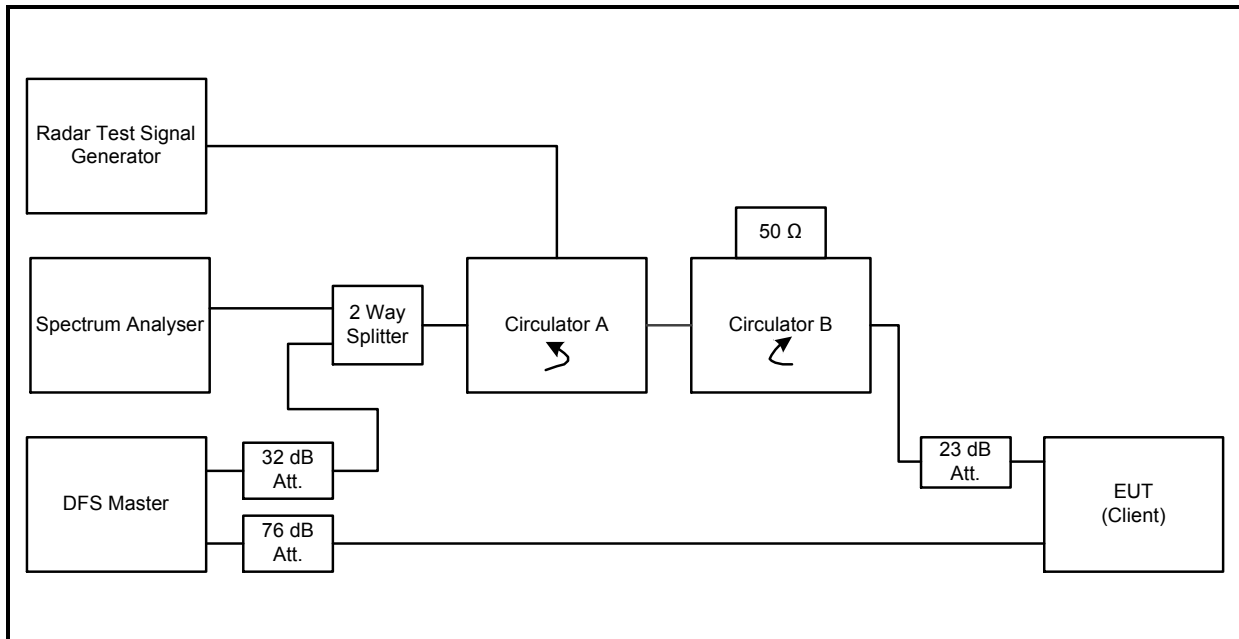 Radar Test Signal
Generator
50 Ω
Spectrum Analyser
2 Way
Splitter
Circulator A
Circulator B
DFS Master
32 dB
Att.
76 dB
Att.
23 dB
Att.
EUT
(Client)